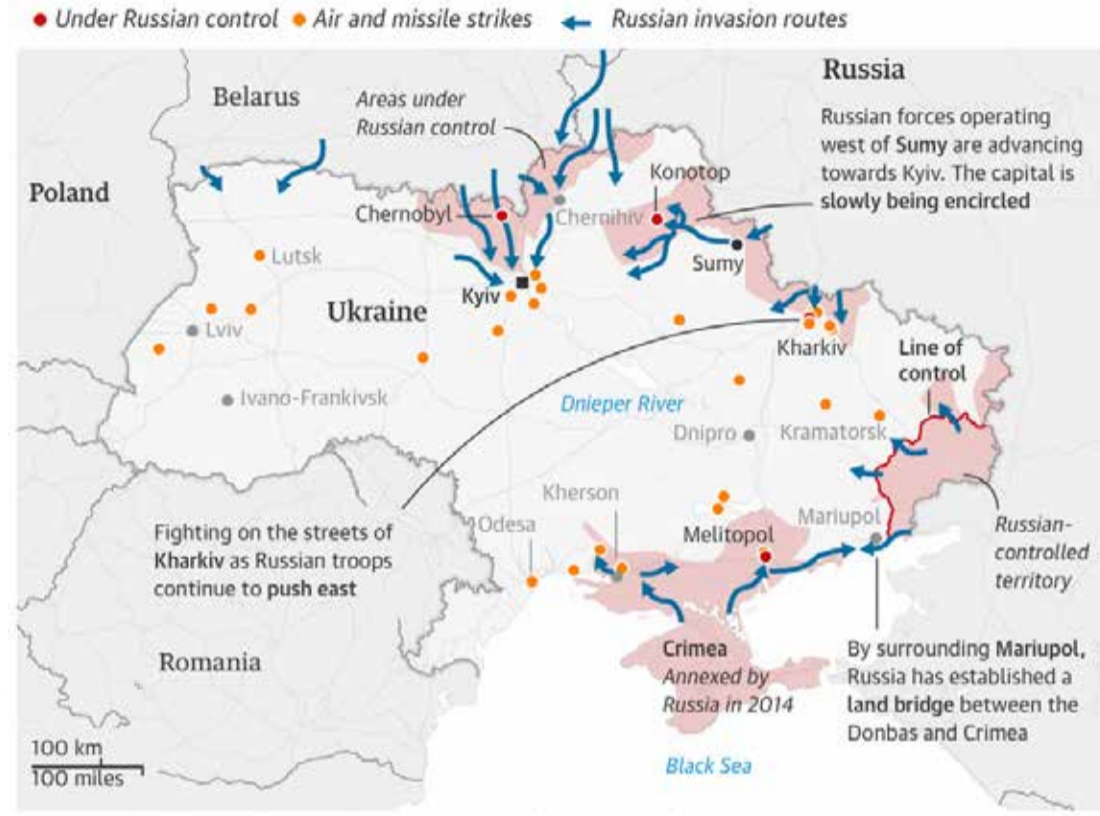 Under Russian control Air and missile strikes Russian invasion routes
Russia
Belarus
Areas under
Russian control
Russian forces operating
west of Sumy are advancing
towards Kyiv. The capital is
slowly being encircled
Poland
Konotop
Chernobyl
Chernihiv
Sumy
Lutsk
Kyiv
Ukraine
Lviv
Kharkiv
Line of
control
Ivano-Frankivsk
Dnieper River
Dnipro
Kramatorsk
Kherson
Odesa
Mariupol
Melitopol
Fighting on the streets of
Kharkiv as Russian troops
continue to push east
Russian-
controlled
territory
Romania
Crimea
Annexed by
Russia in 2014
By surrounding Mariupol,
Russia has established a
land bridge between the
Donbas and Crimea
100 km
100 miles
Black Sea